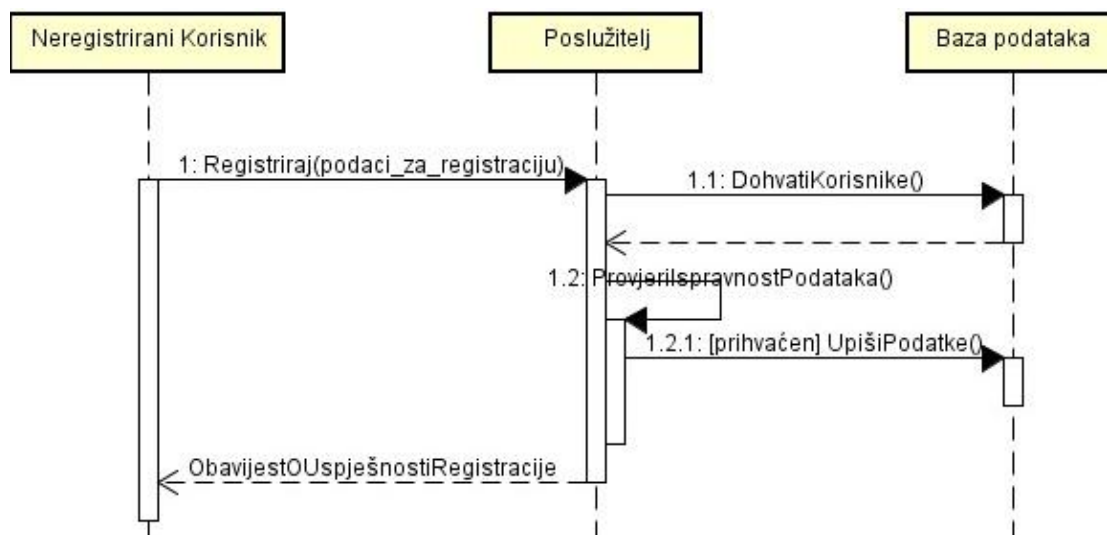 Neregistrirani Korisnik
Poslužitelj
Baza podataka
1: Registriraj(podaci_za_registraciju)
1.1: DohvatiKorisnike()
1.2: ProvjeriIspravnostPodataka()
1.2.1: [prihvaćen] UpišiPodatke()
ObavijestOUspješnostiRegistracije